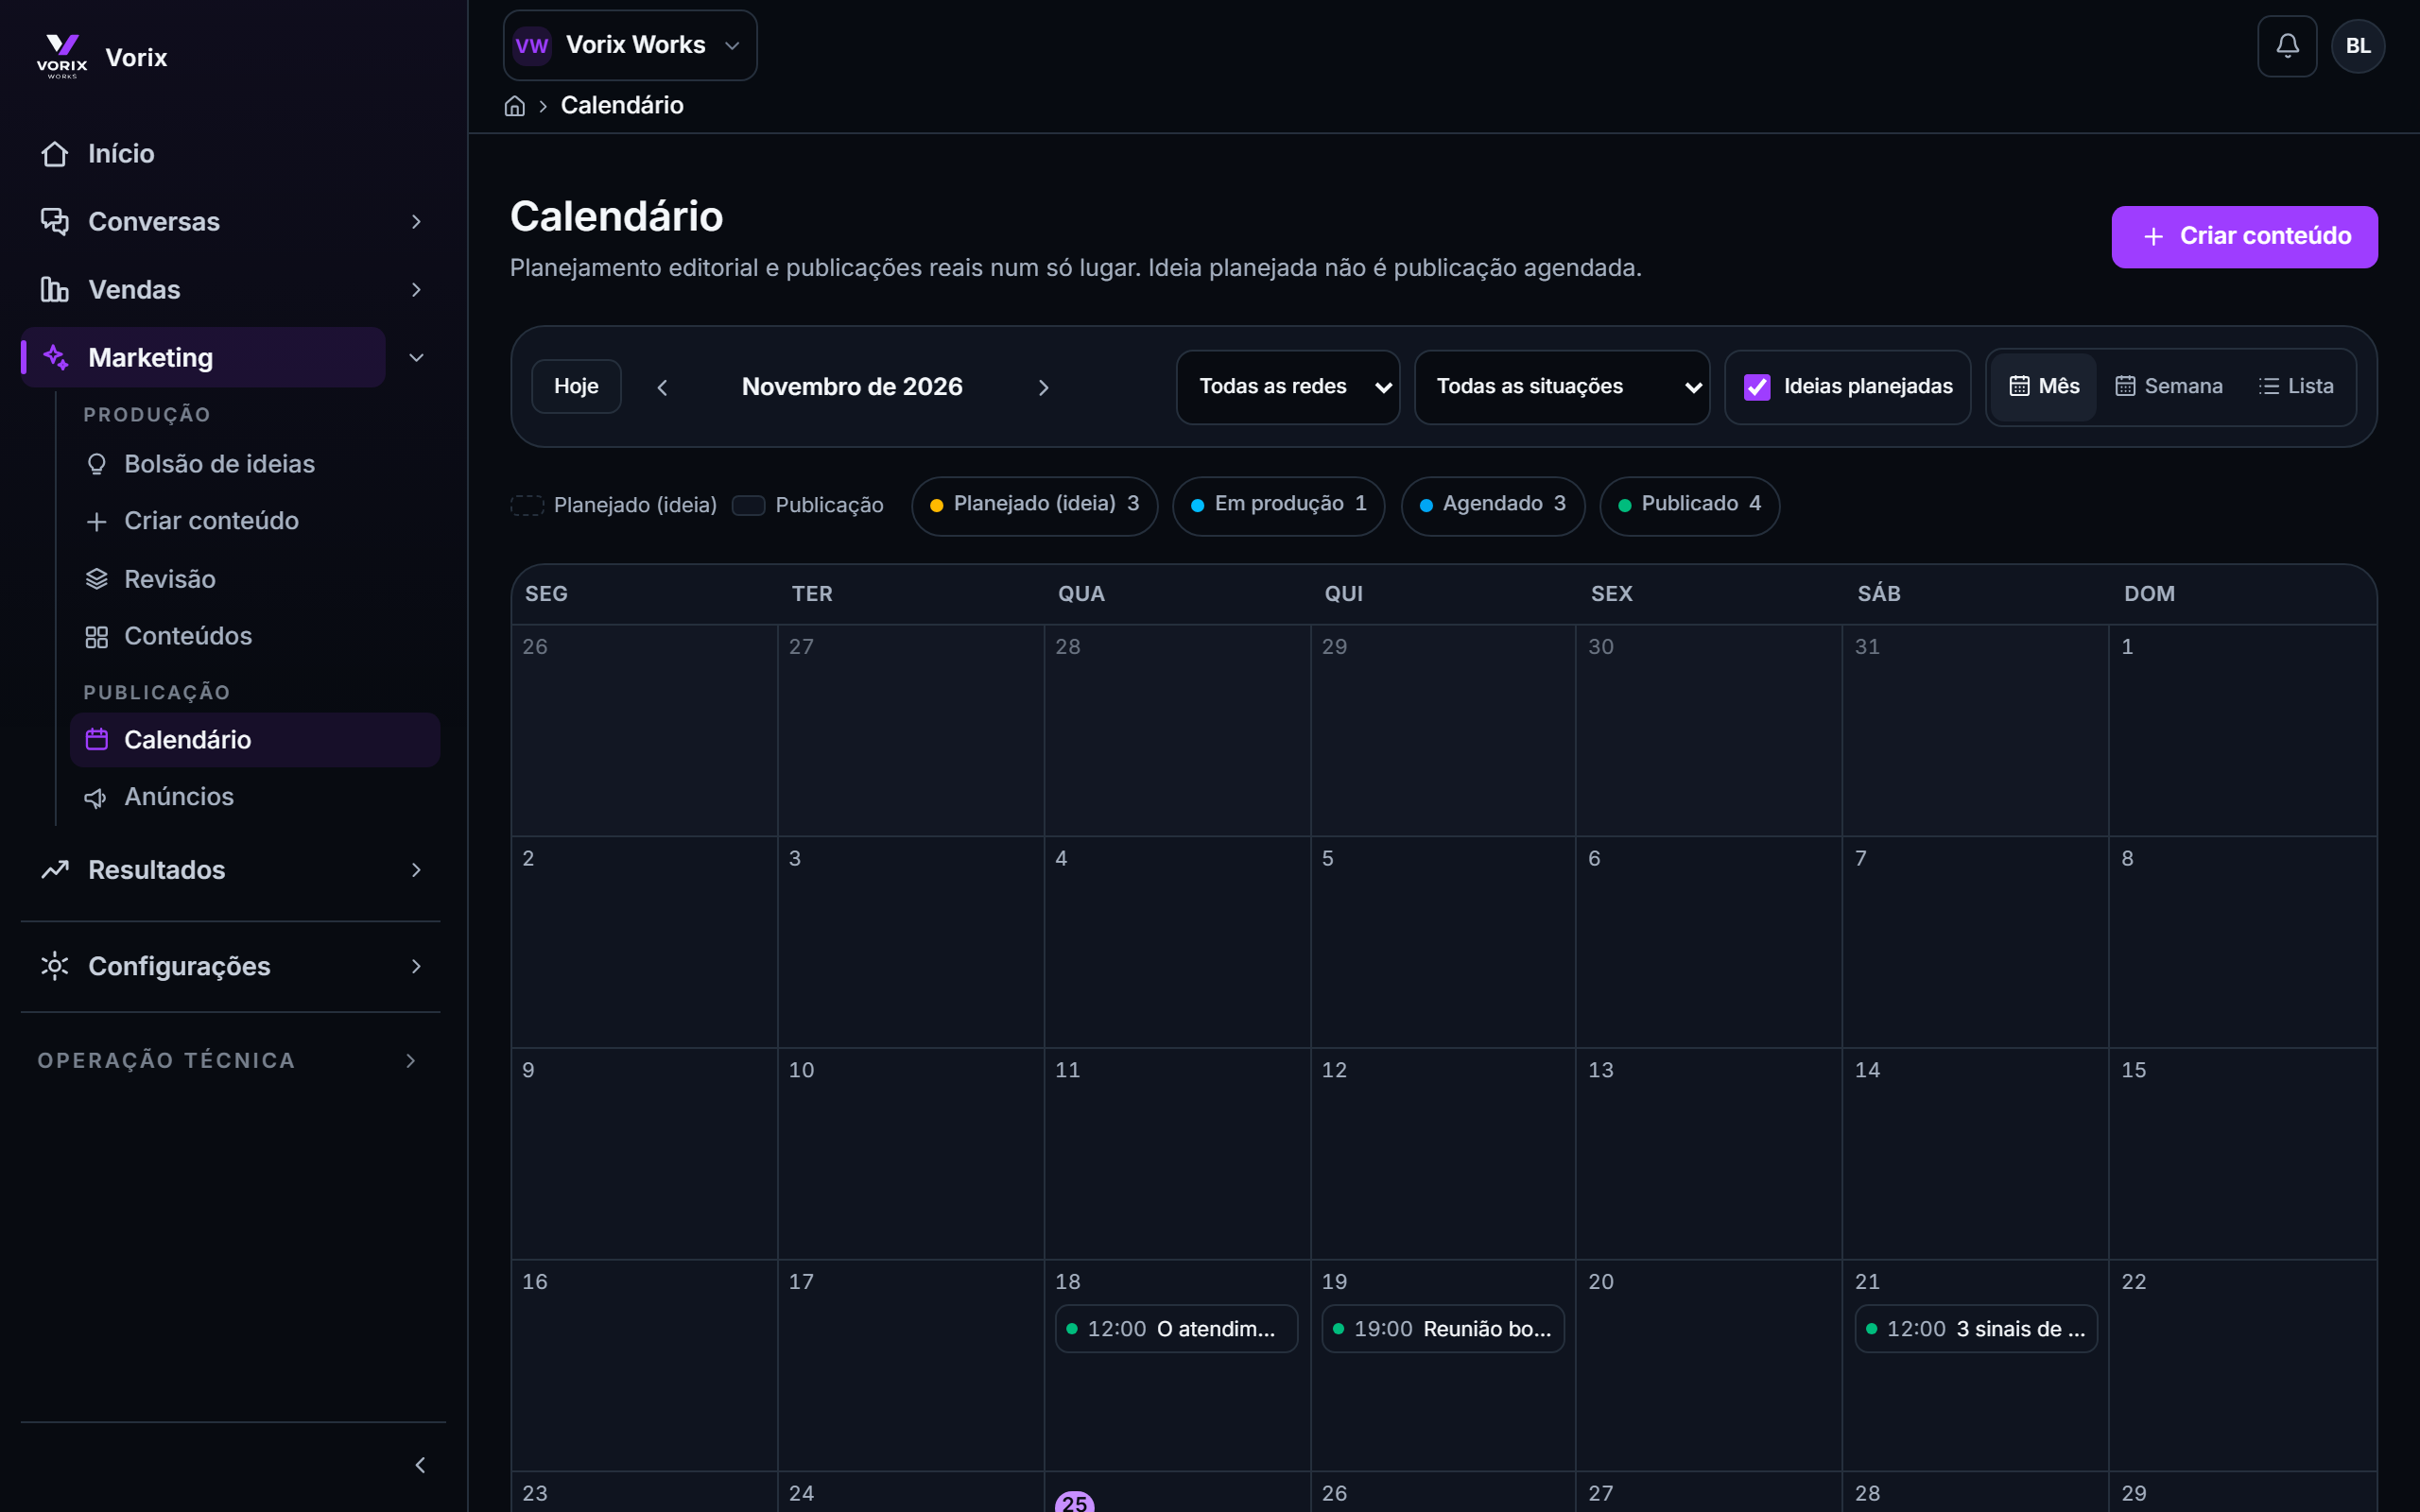 VORIX
WORKS
Vorix
VW Vorix Works
BL
Calendário
Início
Conversas
Vendas
Marketing
PRODUÇÃO
Bolsão de ideias
Criar conteúdo
Revisão
Conteúdos
PUBLICAÇÃO
Calendário
Anúncios
Resultados
Configurações
OPERAÇÃO TÉCNICA
Calendário
Planejamento editorial e publicações reais num só lugar. Ideia planejada não é publicação agendada.
Criar conteúdo
Hoje
Novembro de 2026
Todas as redes
Todas as situações
Ideias planejadas
Mês
Semana
Lista
Planejado (ideia)
Publicação
Planejado (ideia) 3
Em produção 1
Agendado 3
Publicado 4
SEG TER QUA QUI SEX SÁB DOM
26 27 28 29 30 31 1
2 3 4 5 6 7 8
9 10 11 12 13 14 15
16 17 18 19 20 21 22
12:00 O atendim...
19:00 Reunião bo...
12:00 3 sinais de ...
23 24 25 26 27 28 29